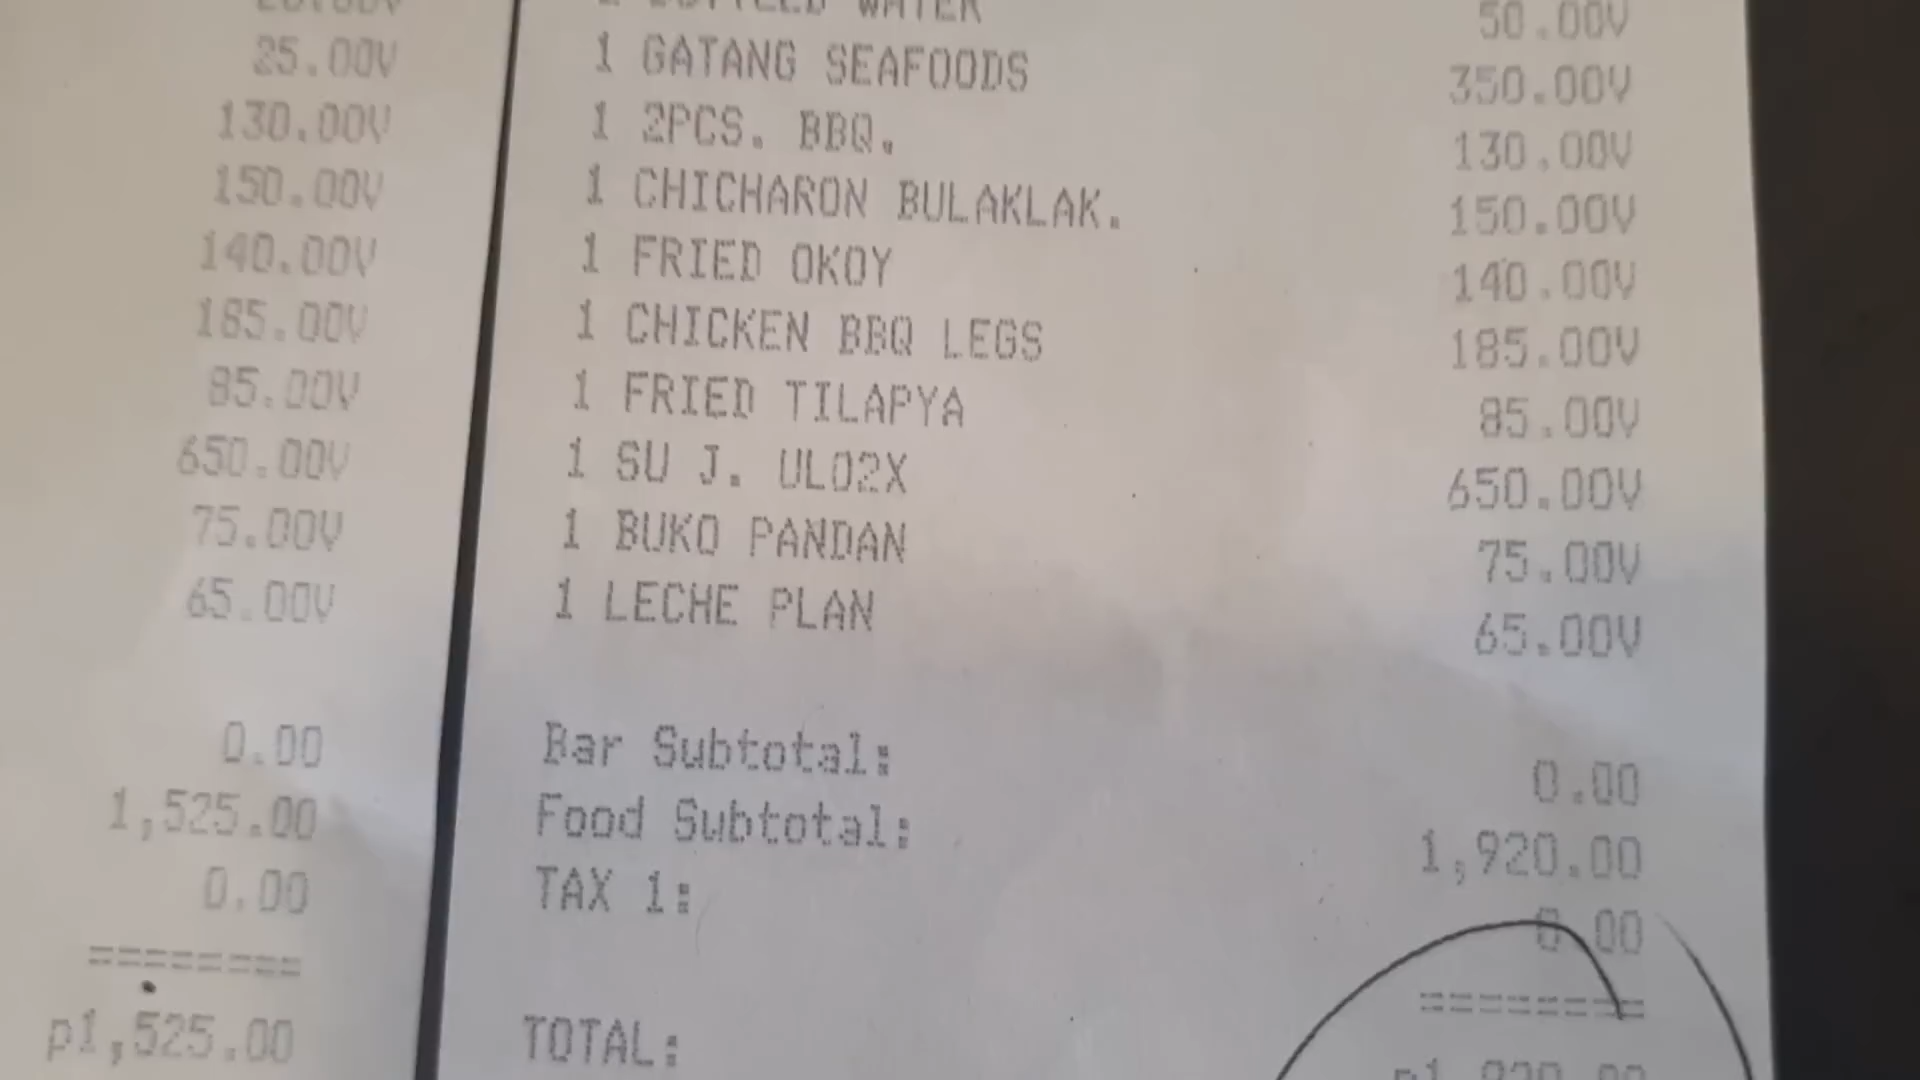 25.00V
130.00V
150.00V
140.00V
185.00V
85.00V
650.00V
75.00V
65.00V
0.00
1,525.00
0.00
========
p1,525.00
WATER 50.00V
1 GATANG SEAFOODS 350.00V
1 2PCS. BBQ. 130.00V
1 CHICHARON BULAKLAK. 150.00V
1 FRIED OKOY 140.00V
1 CHICKEN BBQ LEGS 185.00V
1 FRIED TILAPYA 85.00V
1 SU J. ULO2X 650.00V
1 BUKO PANDAN 75.00V
1 LECHE PLAN 65.00V
Bar Subtotal: 0.00
Food Subtotal: 1,920.00
TAX 1: 0.00
========
TOTAL: